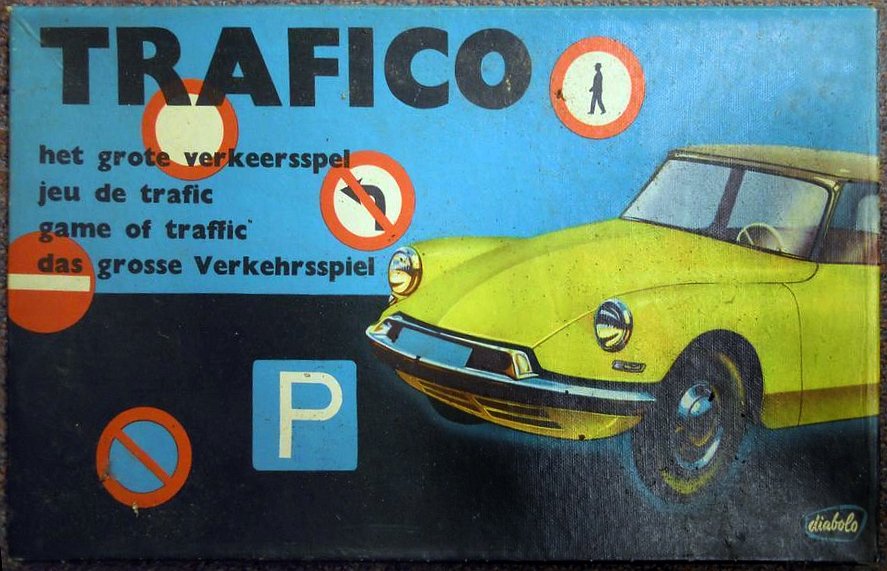 TRAFICO
het grote verkeersspel
jeu de trafic
game of traffic
das grosse Verkehrsspiel
P
diabolo